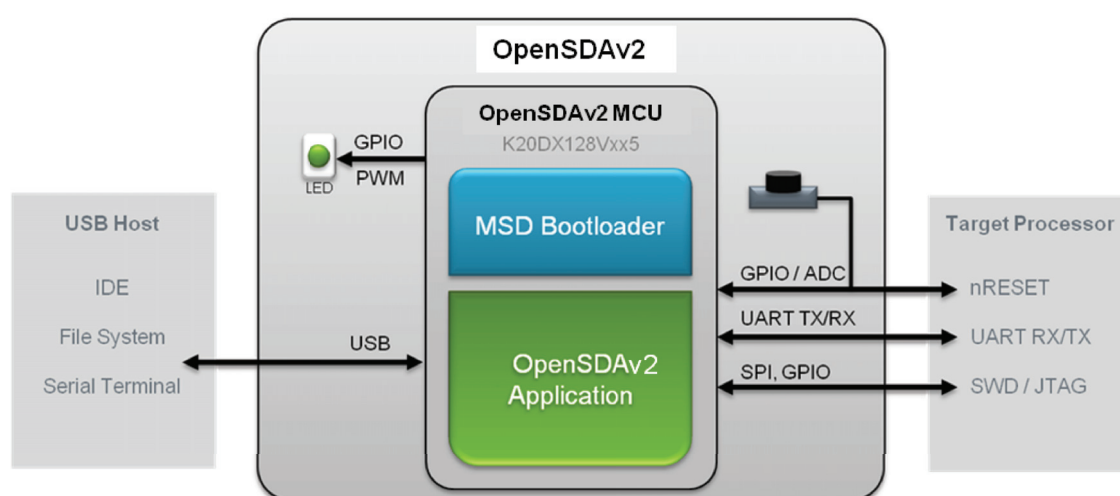 OpenSDAv2
OpenSDAv2 MCU
K20DX128Vxx5
GPIO
PWM
LED
MSD Bootloader
USB Host
IDE
File System
Serial Terminal
USB
OpenSDAv2
Application
GPIO / ADC
UART TX/RX
SPI, GPIO
Target Processor
nRESET
UART RX/TX
SWD / JTAG